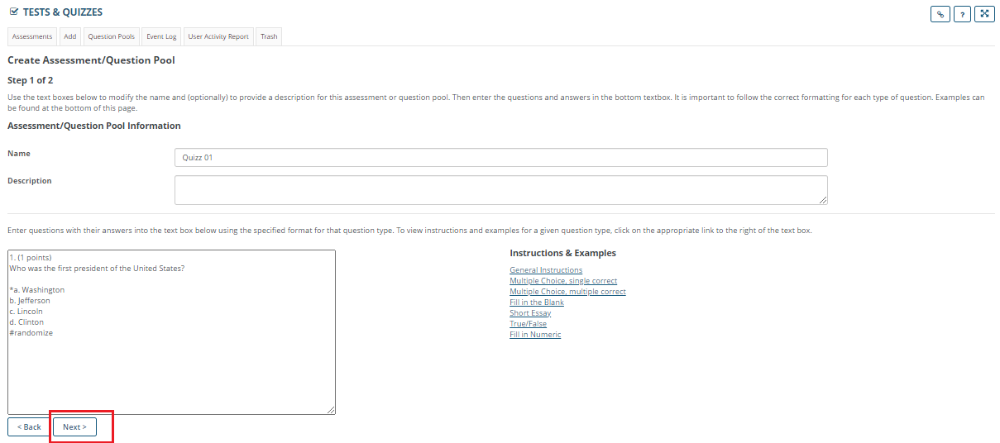 TESTS & QUIZZES
?
Assessments Add Question Pools Event Log User Activity Report Trash
Create Assessment/Question Pool
Step 1 of 2
Use the text boxes below to modify the name and (optionally) to provide a description for this assessment or question pool. Then enter the questions and answers in the bottom textbox. It is important to follow the correct formatting for each type of question. Examples can
be found at the bottom of this page.
Assessment/Question Pool Information
Name
Quizz 01
Description
Enter questions with their answers into the text box below using the specified format for that question type. To view instructions and examples for a given question type, click on the appropriate link to the right of the text box.
1. (1 points)
Who was the first president of the United States?
*a. Washington
b. Jefferson
c. Lincoln
d. Clinton
#randomize
Instructions & Examples
General Instructions
Multiple Choice, single correct
Multiple Choice, multiple correct
Fill in the Blank
Short Essay
True/False
Fill in Numeric
< Back Next >